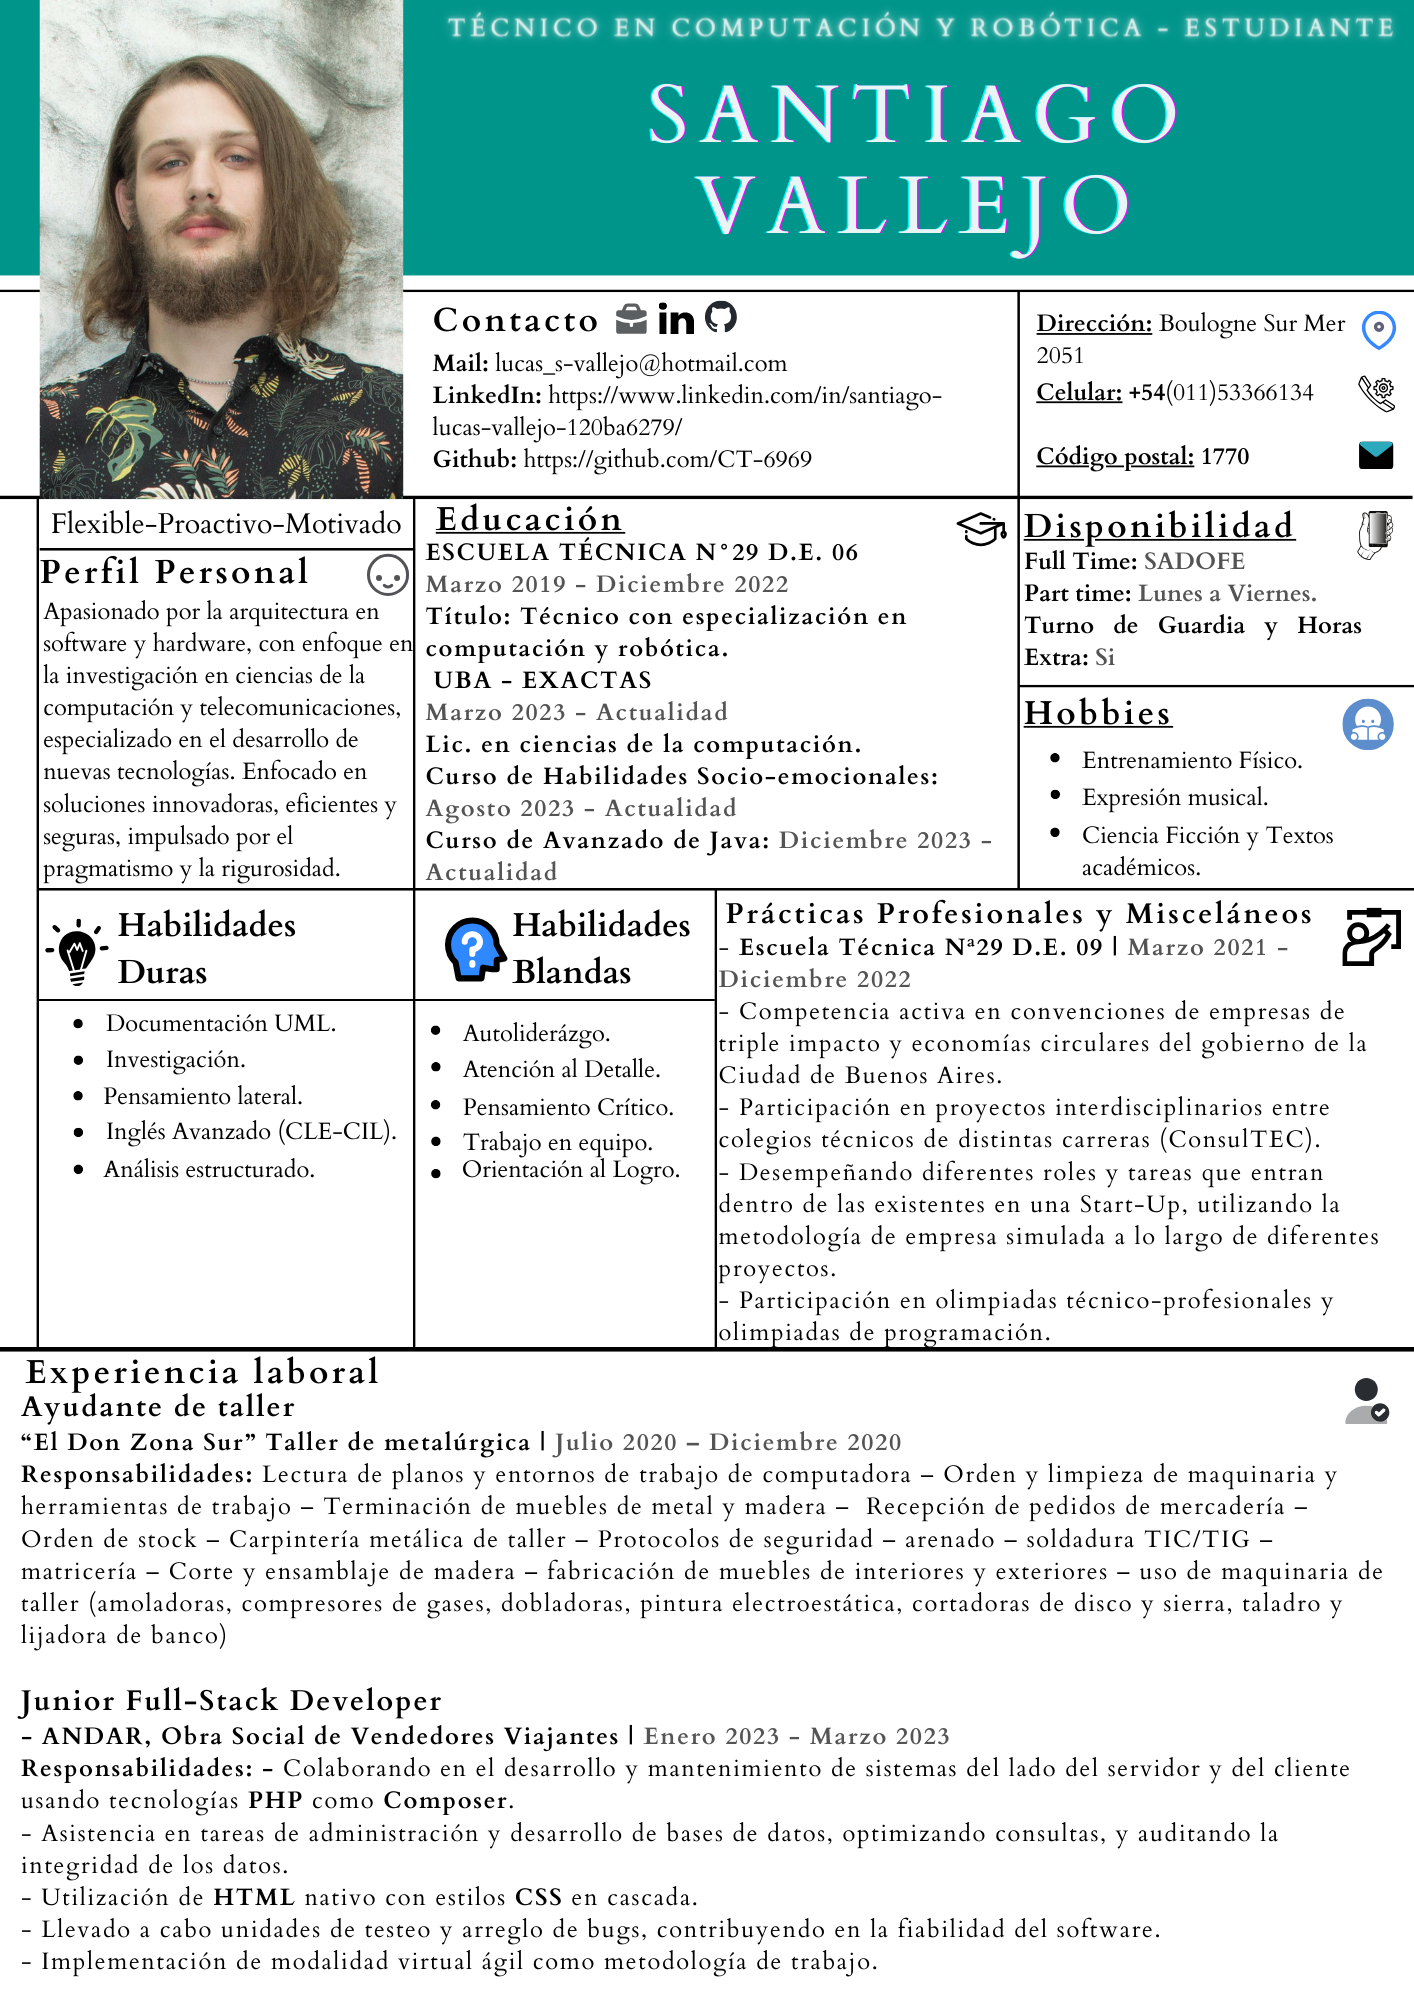 TÉCNICO EN COMPUTACIÓN Y ROBÓTICA - ESTUDIANTE
SANTIAGO
VALLEJO
Contacto
Mail: lucas_s-vallejo@hotmail.com
LinkedIn: https://www.linkedin.com/in/santiago-
lucas-vallejo-120ba6279/
Github: https://github.com/CT-6969
Dirección: Boulogne Sur Mer
2051
Celular: +54(011)53366134
Código postal: 1770
Flexible-Proactivo-Motivado
Perfil Personal
Apasionado por la arquitectura en
software y hardware, con enfoque en
la investigación en ciencias de la
computación y telecomunicaciones,
especializado en el desarrollo de
nuevas tecnologías. Enfocado en
soluciones innovadoras, eficientes y
seguras, impulsado por el
pragmatismo y la rigurosidad.
Educación
ESCUELA TÉCNICA N°29 D.E. 06
Marzo 2019 - Diciembre 2022
Título: Técnico con especialización en
computación y robótica.
UBA - EXACTAS
Marzo 2023 - Actualidad
Lic. en ciencias de la computación.
Curso de Habilidades Socio-emocionales:
Agosto 2023 - Actualidad
Curso de Avanzado de Java: Diciembre 2023 -
Actualidad
Disponibilidad
Full Time: SADOFE
Part time: Lunes a Viernes.
Turno de Guardia y Horas
Extra: Si
Hobbies
• Entrenamiento Físico.
• Expresión musical.
• Ciencia Ficción y Textos
académicos.
Habilidades
Duras
• Documentación UML.
• Investigación.
• Pensamiento lateral.
• Inglés Avanzado (CLE-CIL).
• Análisis estructurado.
Habilidades
Blandas
• Autoliderázgo.
• Atención al Detalle.
• Pensamiento Crítico.
• Trabajo en equipo.
• Orientación al Logro.
Prácticas Profesionales y Misceláneos
- Escuela Técnica Nª29 D.E. 09 | Marzo 2021 -
Diciembre 2022
- Competencia activa en convenciones de empresas de
triple impacto y economías circulares del gobierno de la
Ciudad de Buenos Aires.
- Participación en proyectos interdisciplinarios entre
colegios técnicos de distintas carreras (ConsulTEC).
- Desempeñando diferentes roles y tareas que entran
dentro de las existentes en una Start-Up, utilizando la
metodología de empresa simulada a lo largo de diferentes
proyectos.
- Participación en olimpiadas técnico-profesionales y
olimpiadas de programación.
Experiencia laboral
Ayudante de taller
“El Don Zona Sur” Taller de metalúrgica | Julio 2020 – Diciembre 2020
Responsabilidades: Lectura de planos y entornos de trabajo de computadora – Orden y limpieza de maquinaria y
herramientas de trabajo – Terminación de muebles de metal y madera – Recepción de pedidos de mercadería –
Orden de stock – Carpintería metálica de taller – Protocolos de seguridad – arenado – soldadura TIC/TIG –
matricería – Corte y ensamblaje de madera – fabricación de muebles de interiores y exteriores – uso de maquinaria de
taller (amoladoras, compresores de gases, dobladoras, pintura electroestática, cortadoras de disco y sierra, taladro y
lijadora de banco)
Junior Full-Stack Developer
- ANDAR, Obra Social de Vendedores Viajantes | Enero 2023 - Marzo 2023
Responsabilidades: - Colaborando en el desarrollo y mantenimiento de sistemas del lado del servidor y del cliente
usando tecnologías PHP como Composer.
- Asistencia en tareas de administración y desarrollo de bases de datos, optimizando consultas, y auditando la
integridad de los datos.
- Utilización de HTML nativo con estilos CSS en cascada.
- Llevado a cabo unidades de testeo y arreglo de bugs, contribuyendo en la fiabilidad del software.
- Implementación de modalidad virtual ágil como metodología de trabajo.